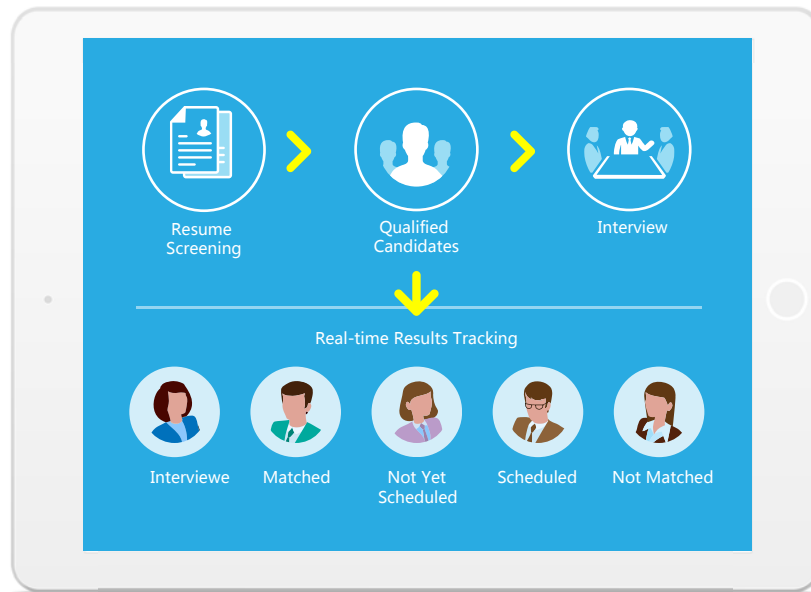 Resume
Screening
Qualified
Candidates
Interview
Real-time Results Tracking
Interviewe
Matched
Not Yet
Scheduled
Scheduled
Not Matched